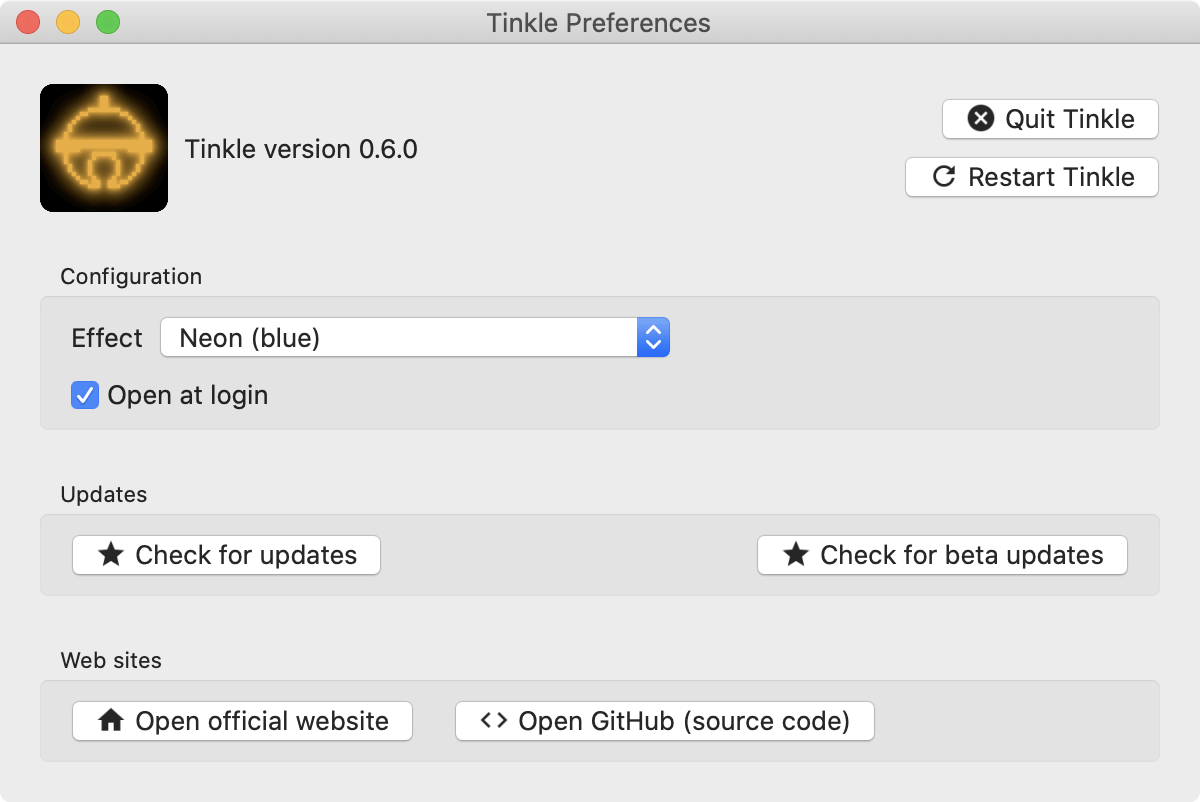 Tinkle Preferences
Tinkle version 0.6.0
Quit Tinkle
Restart Tinkle
Configuration
Effect Neon (blue)
Open at login
Updates
Check for updates Check for beta updates
Web sites
Open official website Open GitHub (source code)